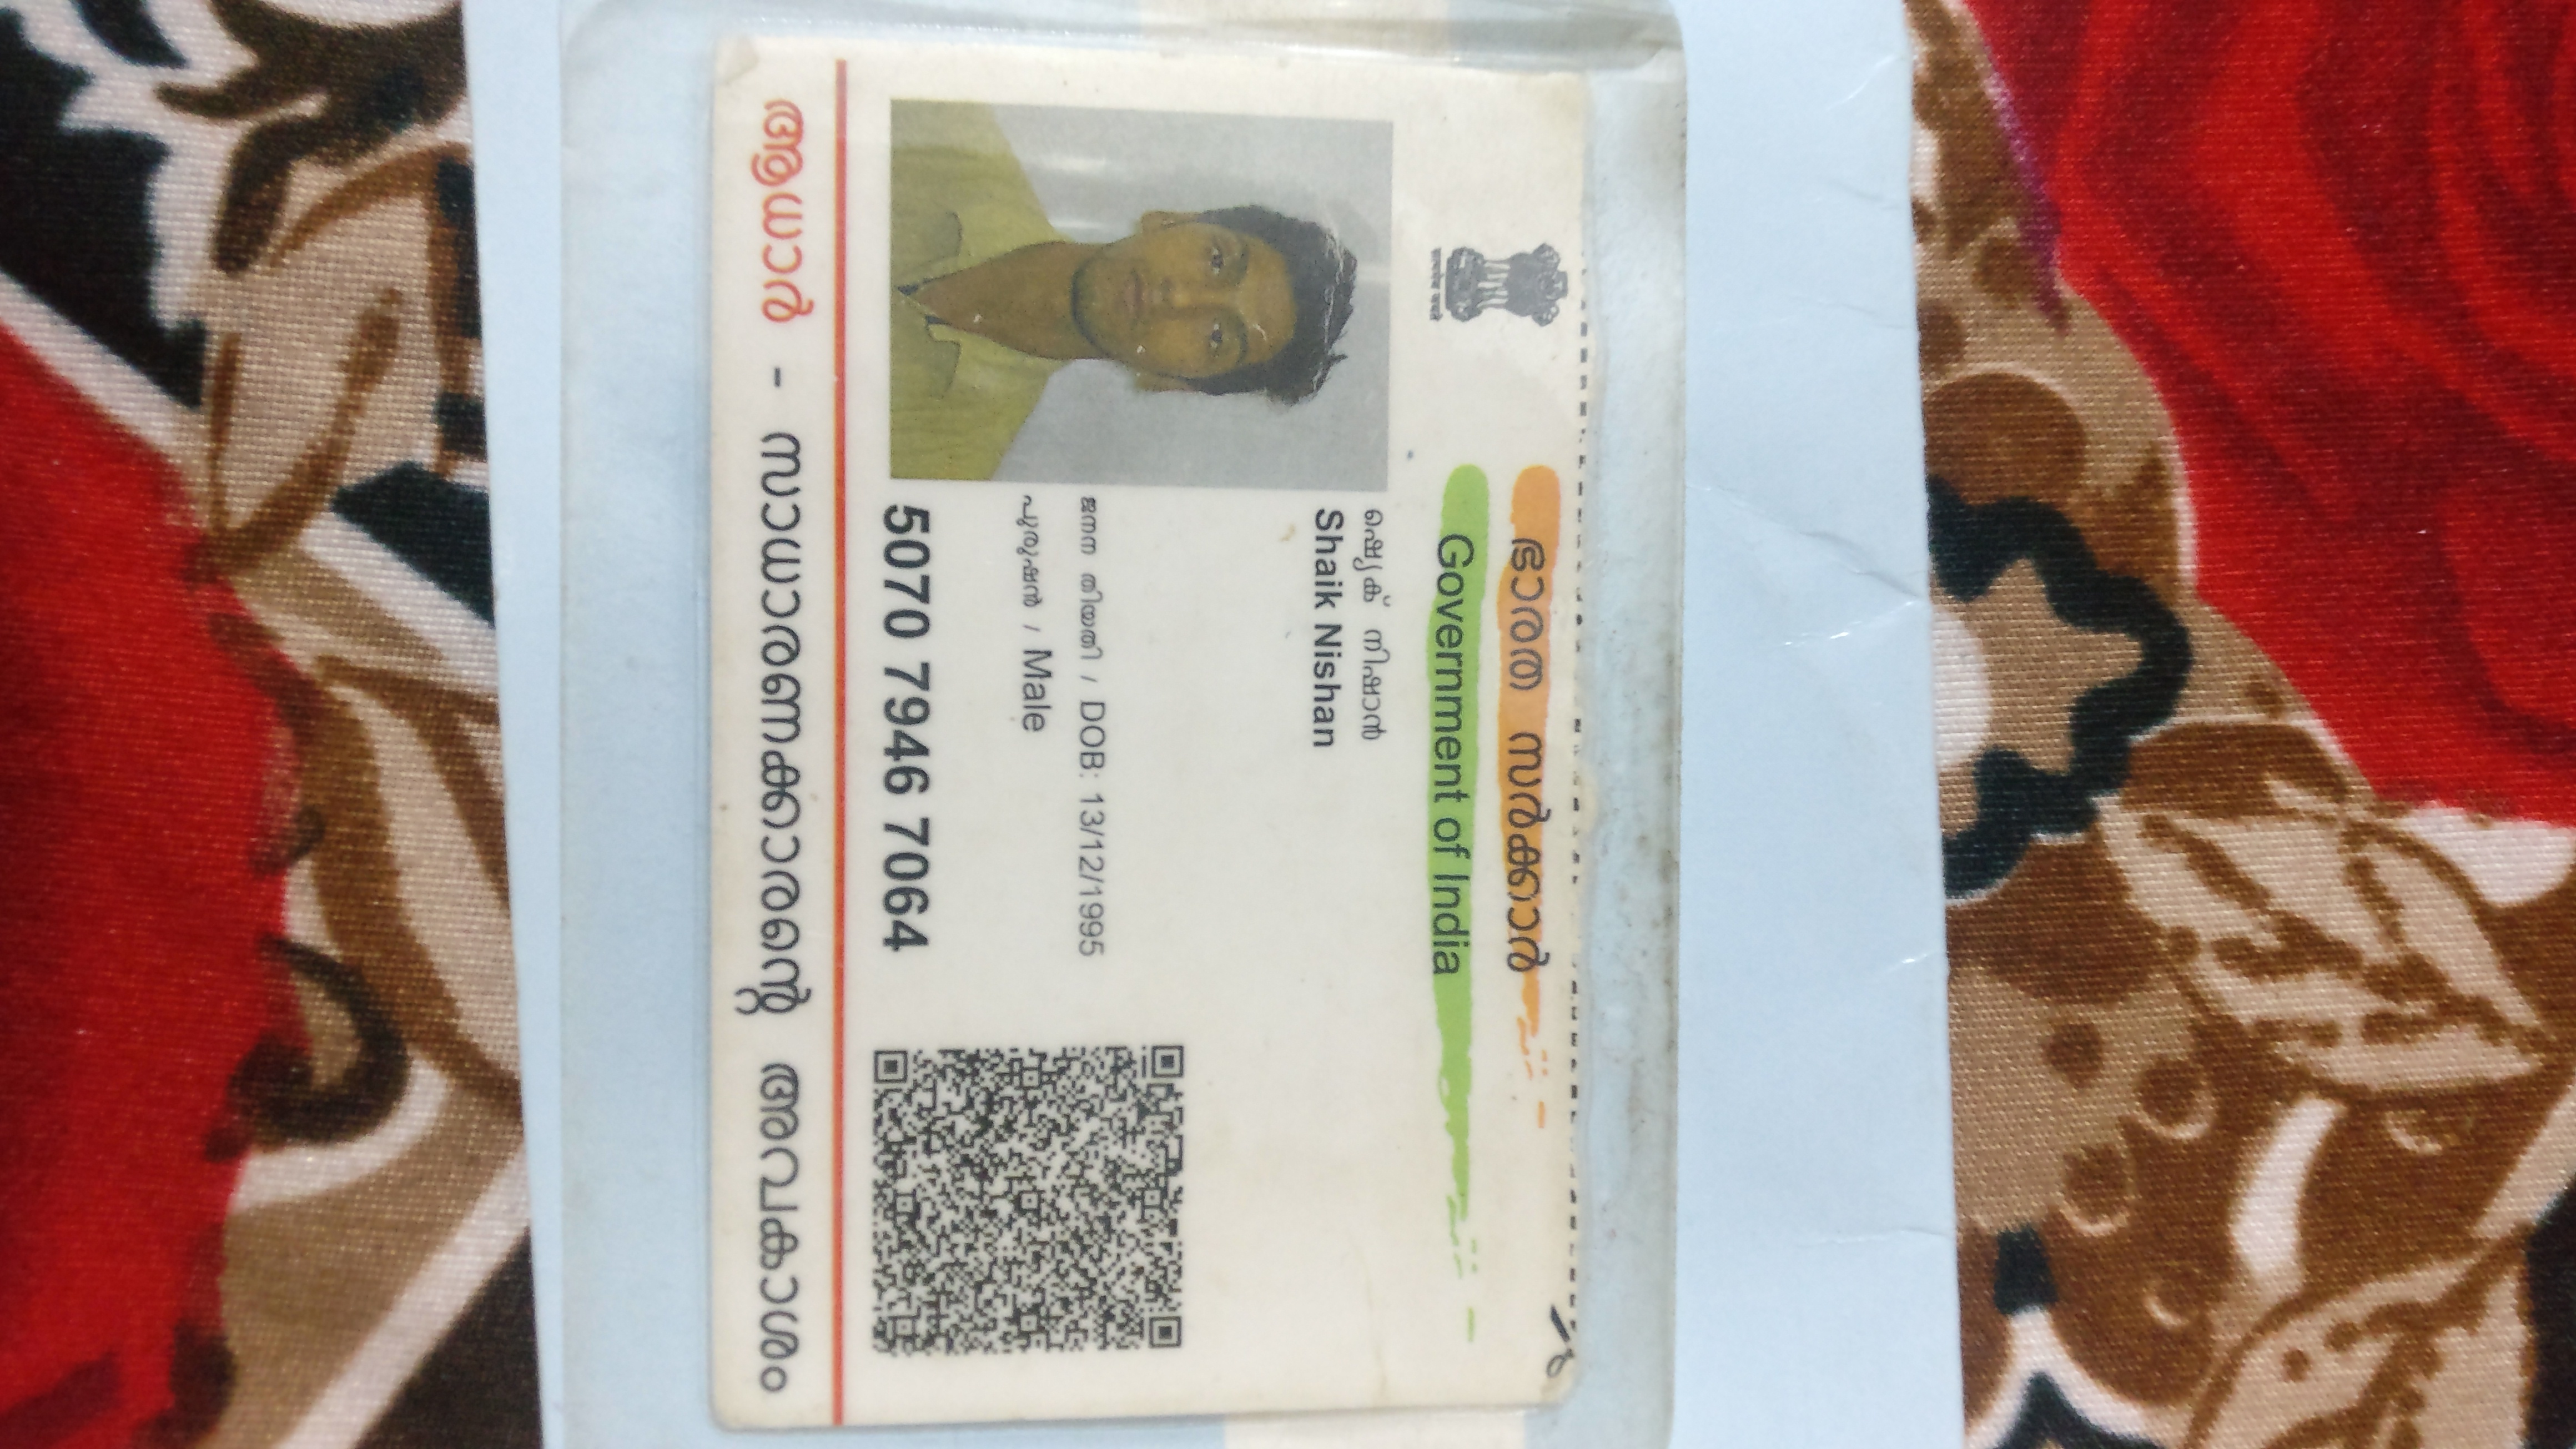 ഭാരത സർക്കാർ
Government of India
ഷെയ്ക് നിഷാൻ
Shaik Nishan
ജനന തിയതി / DOB: 13/12/1995
പുരുഷൻ / Male
5070 7946 7064
ആധാർ - സാധാരണക്കാരന്റെ അവകാശം